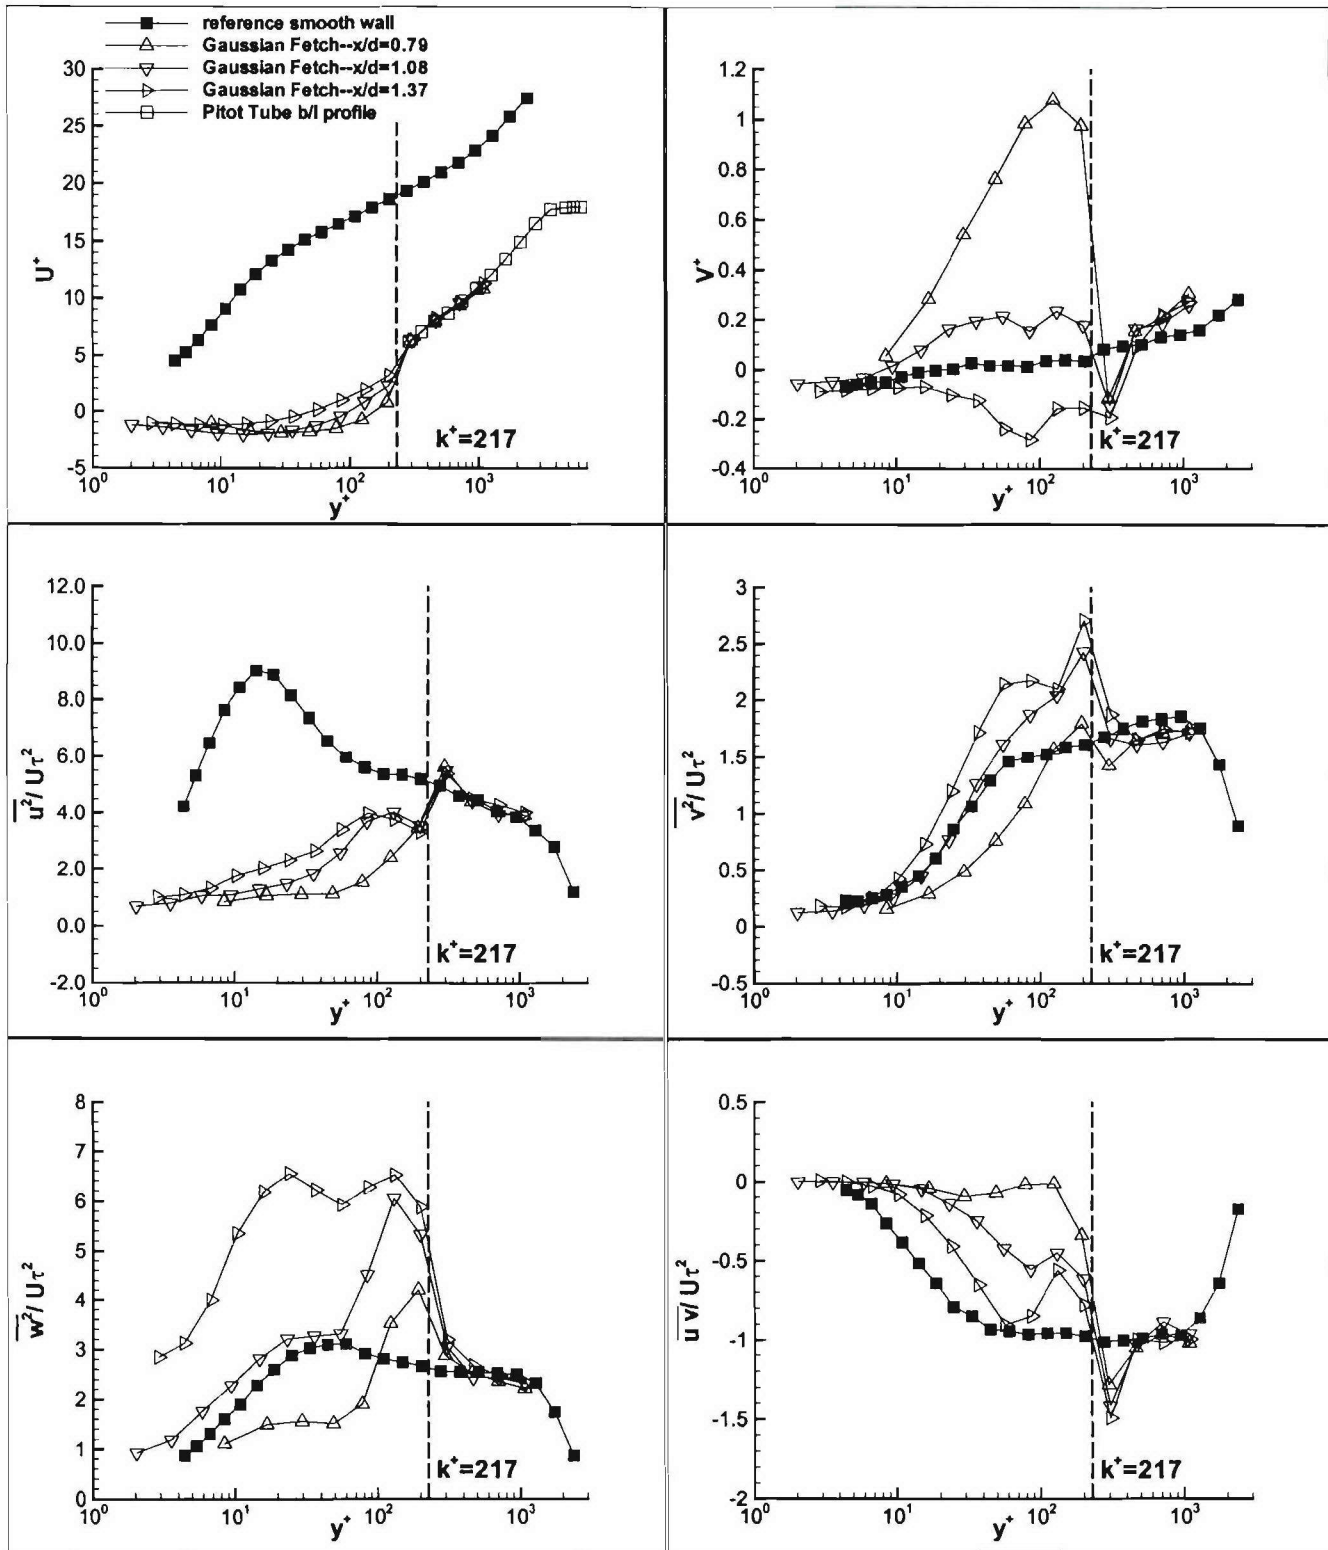 reference smooth wall
Gaussian Fetch--x/d=0.79
Gaussian Fetch--x/d=1.08
Gaussian Fetch--x/d=1.37
Pitot Tube b/l profile
30
25
20
15
10
5
0
-5
U⁺
k⁺=217
10⁰ 10¹ 10² 10³
y⁺
1.2
1
0.8
0.6
0.4
0.2
0
-0.2
-0.4
V⁺
k⁺=217
10⁰ 10¹ 10² 10³
y⁺
12.0
10.0
8.0
6.0
4.0
2.0
0.0
-2.0
u̅²/ Uτ²
k⁺=217
10⁰ 10¹ 10² 10³
y⁺
3
2.5
2
1.5
1
0.5
0
-0.5
v̅²/ Uτ²
k⁺=217
10⁰ 10¹ 10² 10³
y⁺
8
7
6
5
4
3
2
1
0
w̅²/ Uτ²
k⁺=217
10⁰ 10¹ 10² 10³
y⁺
0.5
0
-0.5
-1
-1.5
-2
u̅ v̅/ Uτ²
k⁺=217
10⁰ 10¹ 10² 10³
y⁺